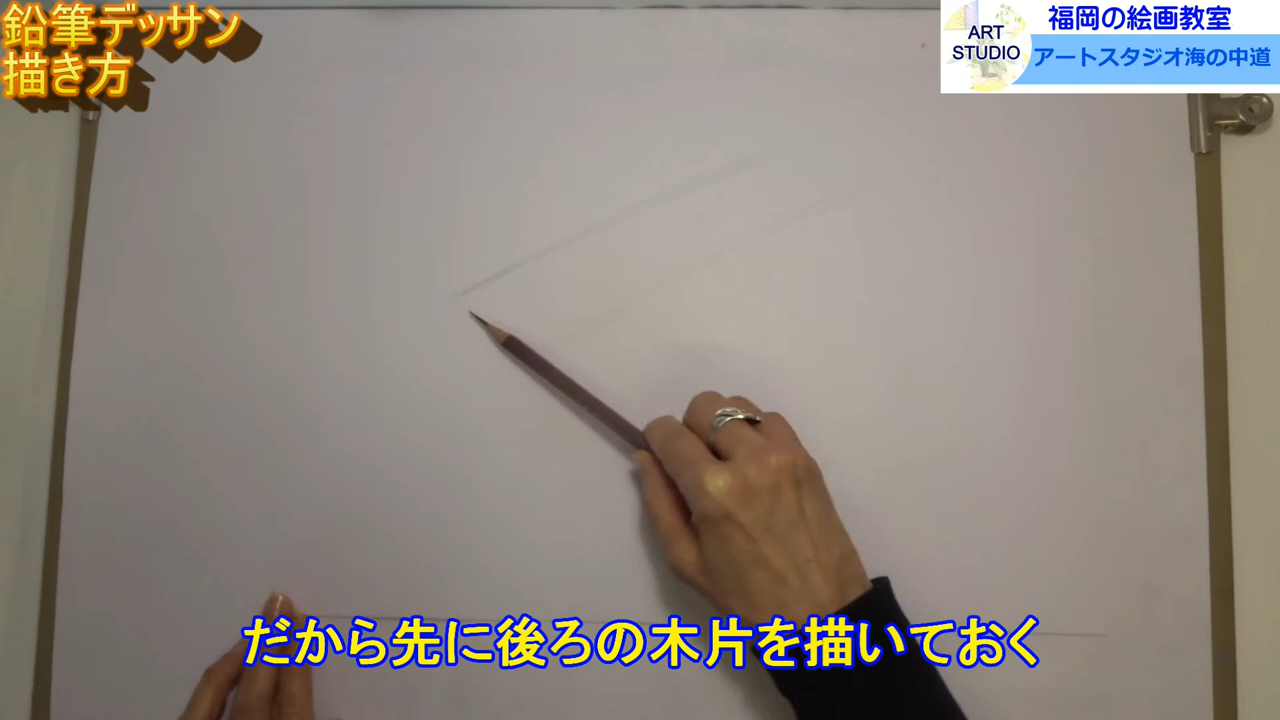 鉛筆デッサン
描き方
ART
STUDIO
福岡の絵画教室
アートスタジオ海の中道
だから先に後ろの木片を描いておく